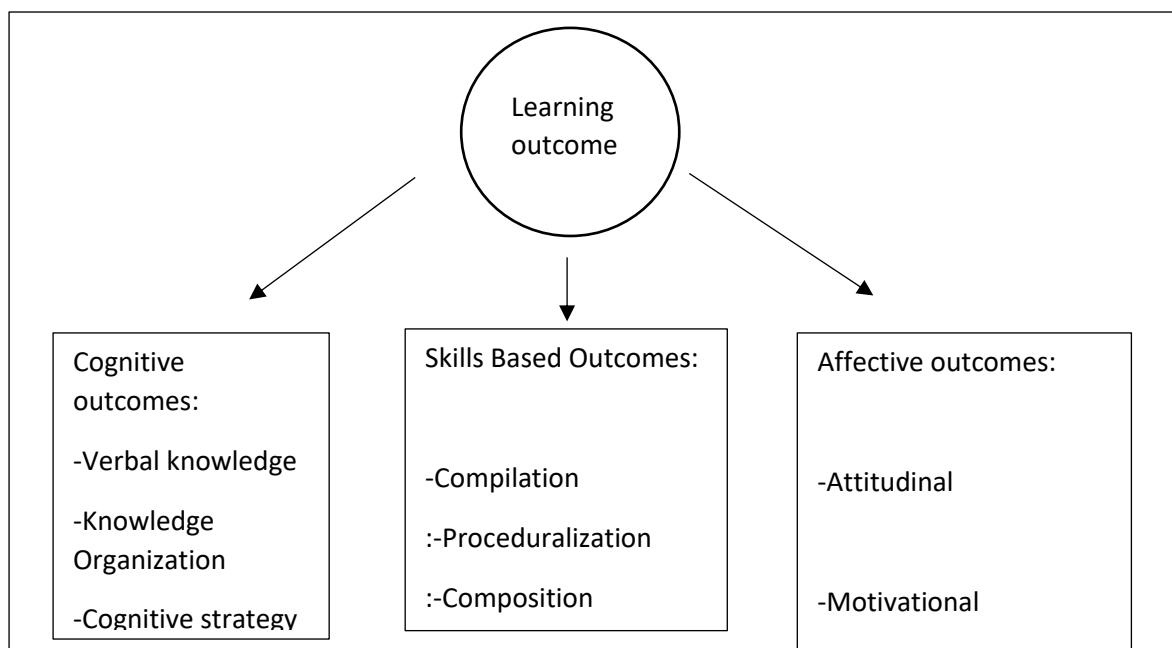 Learning
outcome
Cognitive
outcomes:
-Verbal knowledge
-Knowledge
Organization
-Cognitive strategy
Skills Based Outcomes:
-Compilation
:-Proceduralization
:-Composition
Affective outcomes:
-Attitudinal
-Motivational